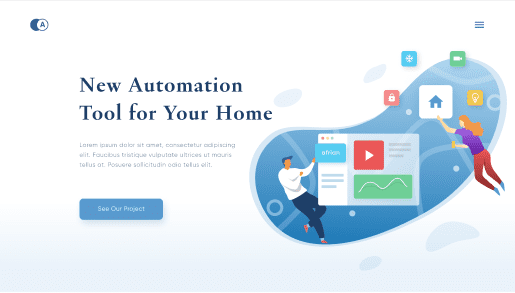 A
New Automation
Tool for Your Home
Lorem ipsum dolor sit amet, consectetur adipiscing
elit. Faucibus tristique vulputate ultrices ut mauris
tellus at. Posuere sollicitudin odio tellus elit.
See Our Project